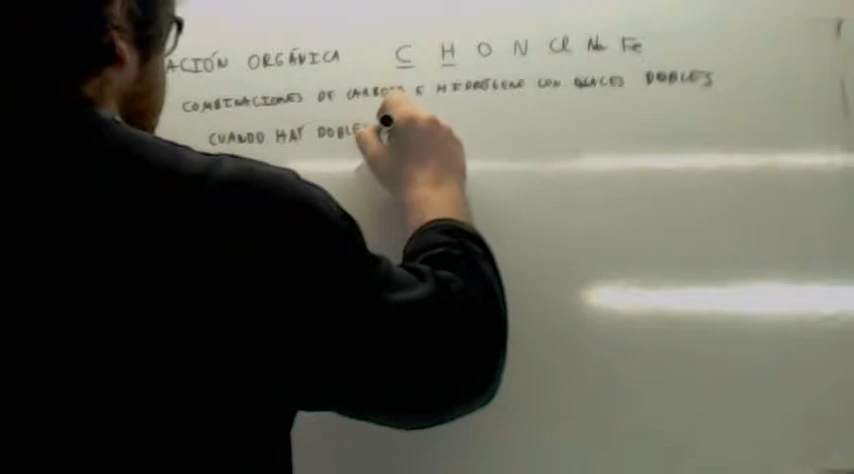 ACIÓN ORGÁNICA C H O N Cl Na Fe
COMBINACIONES DE CARBONO E HIDRÓGENO CON ENLACES DOBLES
CUANDO HAY DOBLE